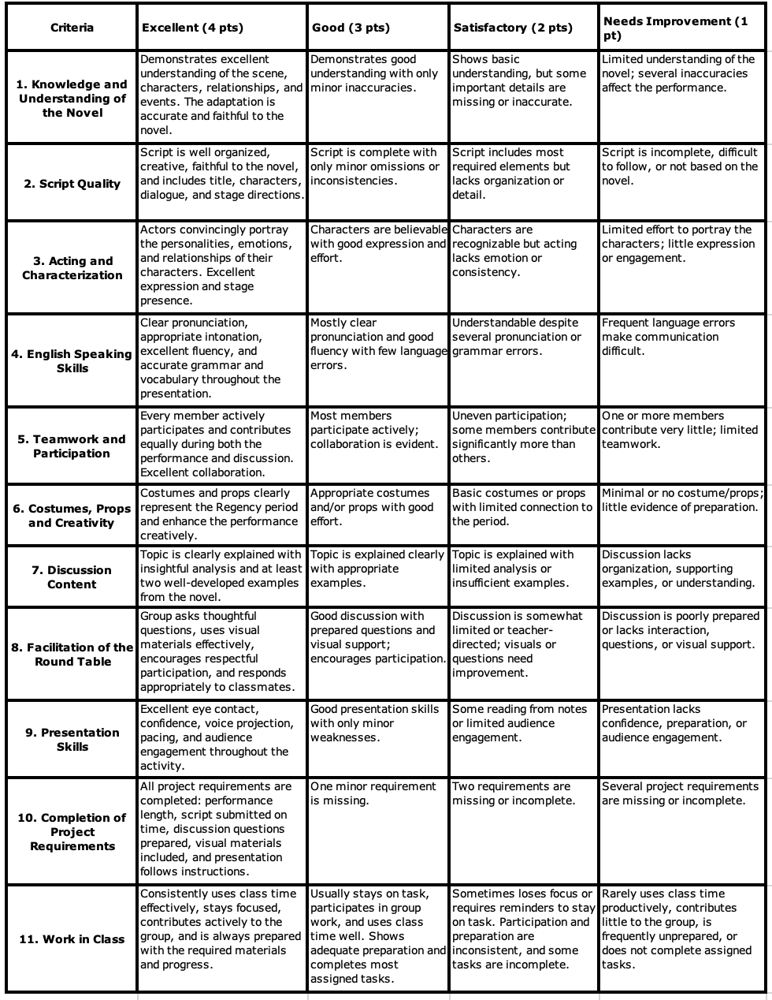 Criteria
Excellent (4 pts)
Good (3 pts)
Satisfactory (2 pts)
Needs Improvement (1
pt)
1. Knowledge and
Understanding of
the Novel
Demonstrates excellent
understanding of the scene,
characters, relationships, and
events. The adaptation is
accurate and faithful to the
novel.
Demonstrates good
understanding with only
minor inaccuracies.
Shows basic
understanding, but some
important details are
missing or inaccurate.
Limited understanding of the
novel; several inaccuracies
affect the performance.
2. Script Quality
Script is well organized,
creative, faithful to the novel,
and includes title, characters,
dialogue, and stage directions.
Script is complete with
only minor omissions or
inconsistencies.
Script includes most
required elements but
lacks organization or
detail.
Script is incomplete, difficult
to follow, or not based on the
novel.
3. Acting and
Characterization
Actors convincingly portray
the personalities, emotions,
and relationships of their
characters. Excellent
expression and stage
presence.
Characters are believable
with good expression and
effort.
Characters are
recognizable but acting
lacks emotion or
consistency.
Limited effort to portray the
characters; little expression
or engagement.
4. English Speaking
Skills
Clear pronunciation,
appropriate intonation,
excellent fluency, and
accurate grammar and
vocabulary throughout the
presentation.
Mostly clear
pronunciation and good
fluency with few language
errors.
Understandable despite
several pronunciation or
grammar errors.
Frequent language errors
make communication
difficult.
5. Teamwork and
Participation
Every member actively
participates and contributes
equally during both the
performance and discussion.
Excellent collaboration.
Most members
participate actively;
collaboration is evident.
Uneven participation;
some members contribute
significantly more than
others.
One or more members
contribute very little; limited
teamwork.
6. Costumes, Props
and Creativity
Costumes and props clearly
represent the Regency period
and enhance the performance
creatively.
Appropriate costumes
and/or props with good
effort.
Basic costumes or props
with limited connection to
the period.
Minimal or no costume/props;
little evidence of preparation.
7. Discussion
Content
Topic is clearly explained with
insightful analysis and at least
two well-developed examples
from the novel.
Topic is explained clearly
with appropriate
examples.
Topic is explained with
limited analysis or
insufficient examples.
Discussion lacks
organization, supporting
examples, or understanding.
8. Facilitation of the
Round Table
Group asks thoughtful
questions, uses visual
materials effectively,
encourages respectful
participation, and responds
appropriately to classmates.
Good discussion with
prepared questions and
visual support;
encourages participation.
Discussion is somewhat
limited or teacher-
directed; visuals or
questions need
improvement.
Discussion is poorly prepared
or lacks interaction,
questions, or visual support.
9. Presentation
Skills
Excellent eye contact,
confidence, voice projection,
pacing, and audience
engagement throughout the
activity.
Good presentation skills
with only minor
weaknesses.
Some reading from notes
or limited audience
engagement.
Presentation lacks
confidence, preparation, or
audience engagement.
10. Completion of
Project
Requirements
All project requirements are
completed: performance
length, script submitted on
time, discussion questions
prepared, visual materials
included, and presentation
follows instructions.
One minor requirement
is missing.
Two requirements are
missing or incomplete.
Several project requirements
are missing or incomplete.
11. Work in Class
Consistently uses class time
effectively, stays focused,
contributes actively to the
group, and is always prepared
with the required materials
and progress.
Usually stays on task,
participates in group
work, and uses class
time well. Shows
adequate preparation and
completes most
assigned tasks.
Sometimes loses focus or
requires reminders to stay
on task. Participation and
preparation are
inconsistent, and some
tasks are incomplete.
Rarely uses class time
productively, contributes
little to the group, is
frequently unprepared, or
does not complete assigned
tasks.